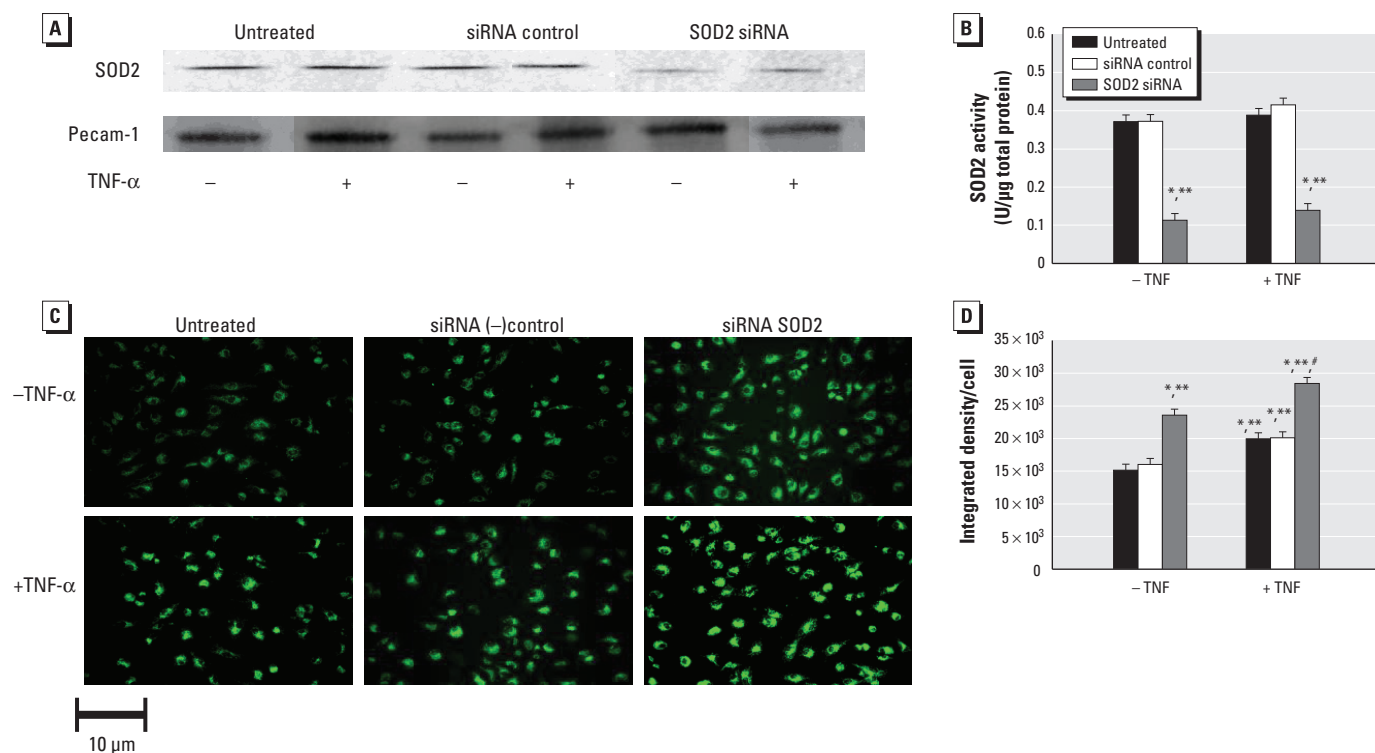 A
Untreated siRNA control SOD2 siRNA
SOD2
Pecam-1
TNF-α – + – + – +
B
0.6
0.5
0.4
0.3
0.2
0.1
0
SOD2 activity
(U/μg total protein)
Untreated
siRNA control
SOD2 siRNA
*,**
*,**
– TNF + TNF
C
Untreated siRNA (–)control siRNA SOD2
–TNF-α
+TNF-α
10 μm
D
35 × 10³
30 × 10³
25 × 10³
20 × 10³
15 × 10³
10 × 10³
5 × 10³
0
Integrated density/cell
*,**
*,**
*,**
*,**,#
– TNF + TNF